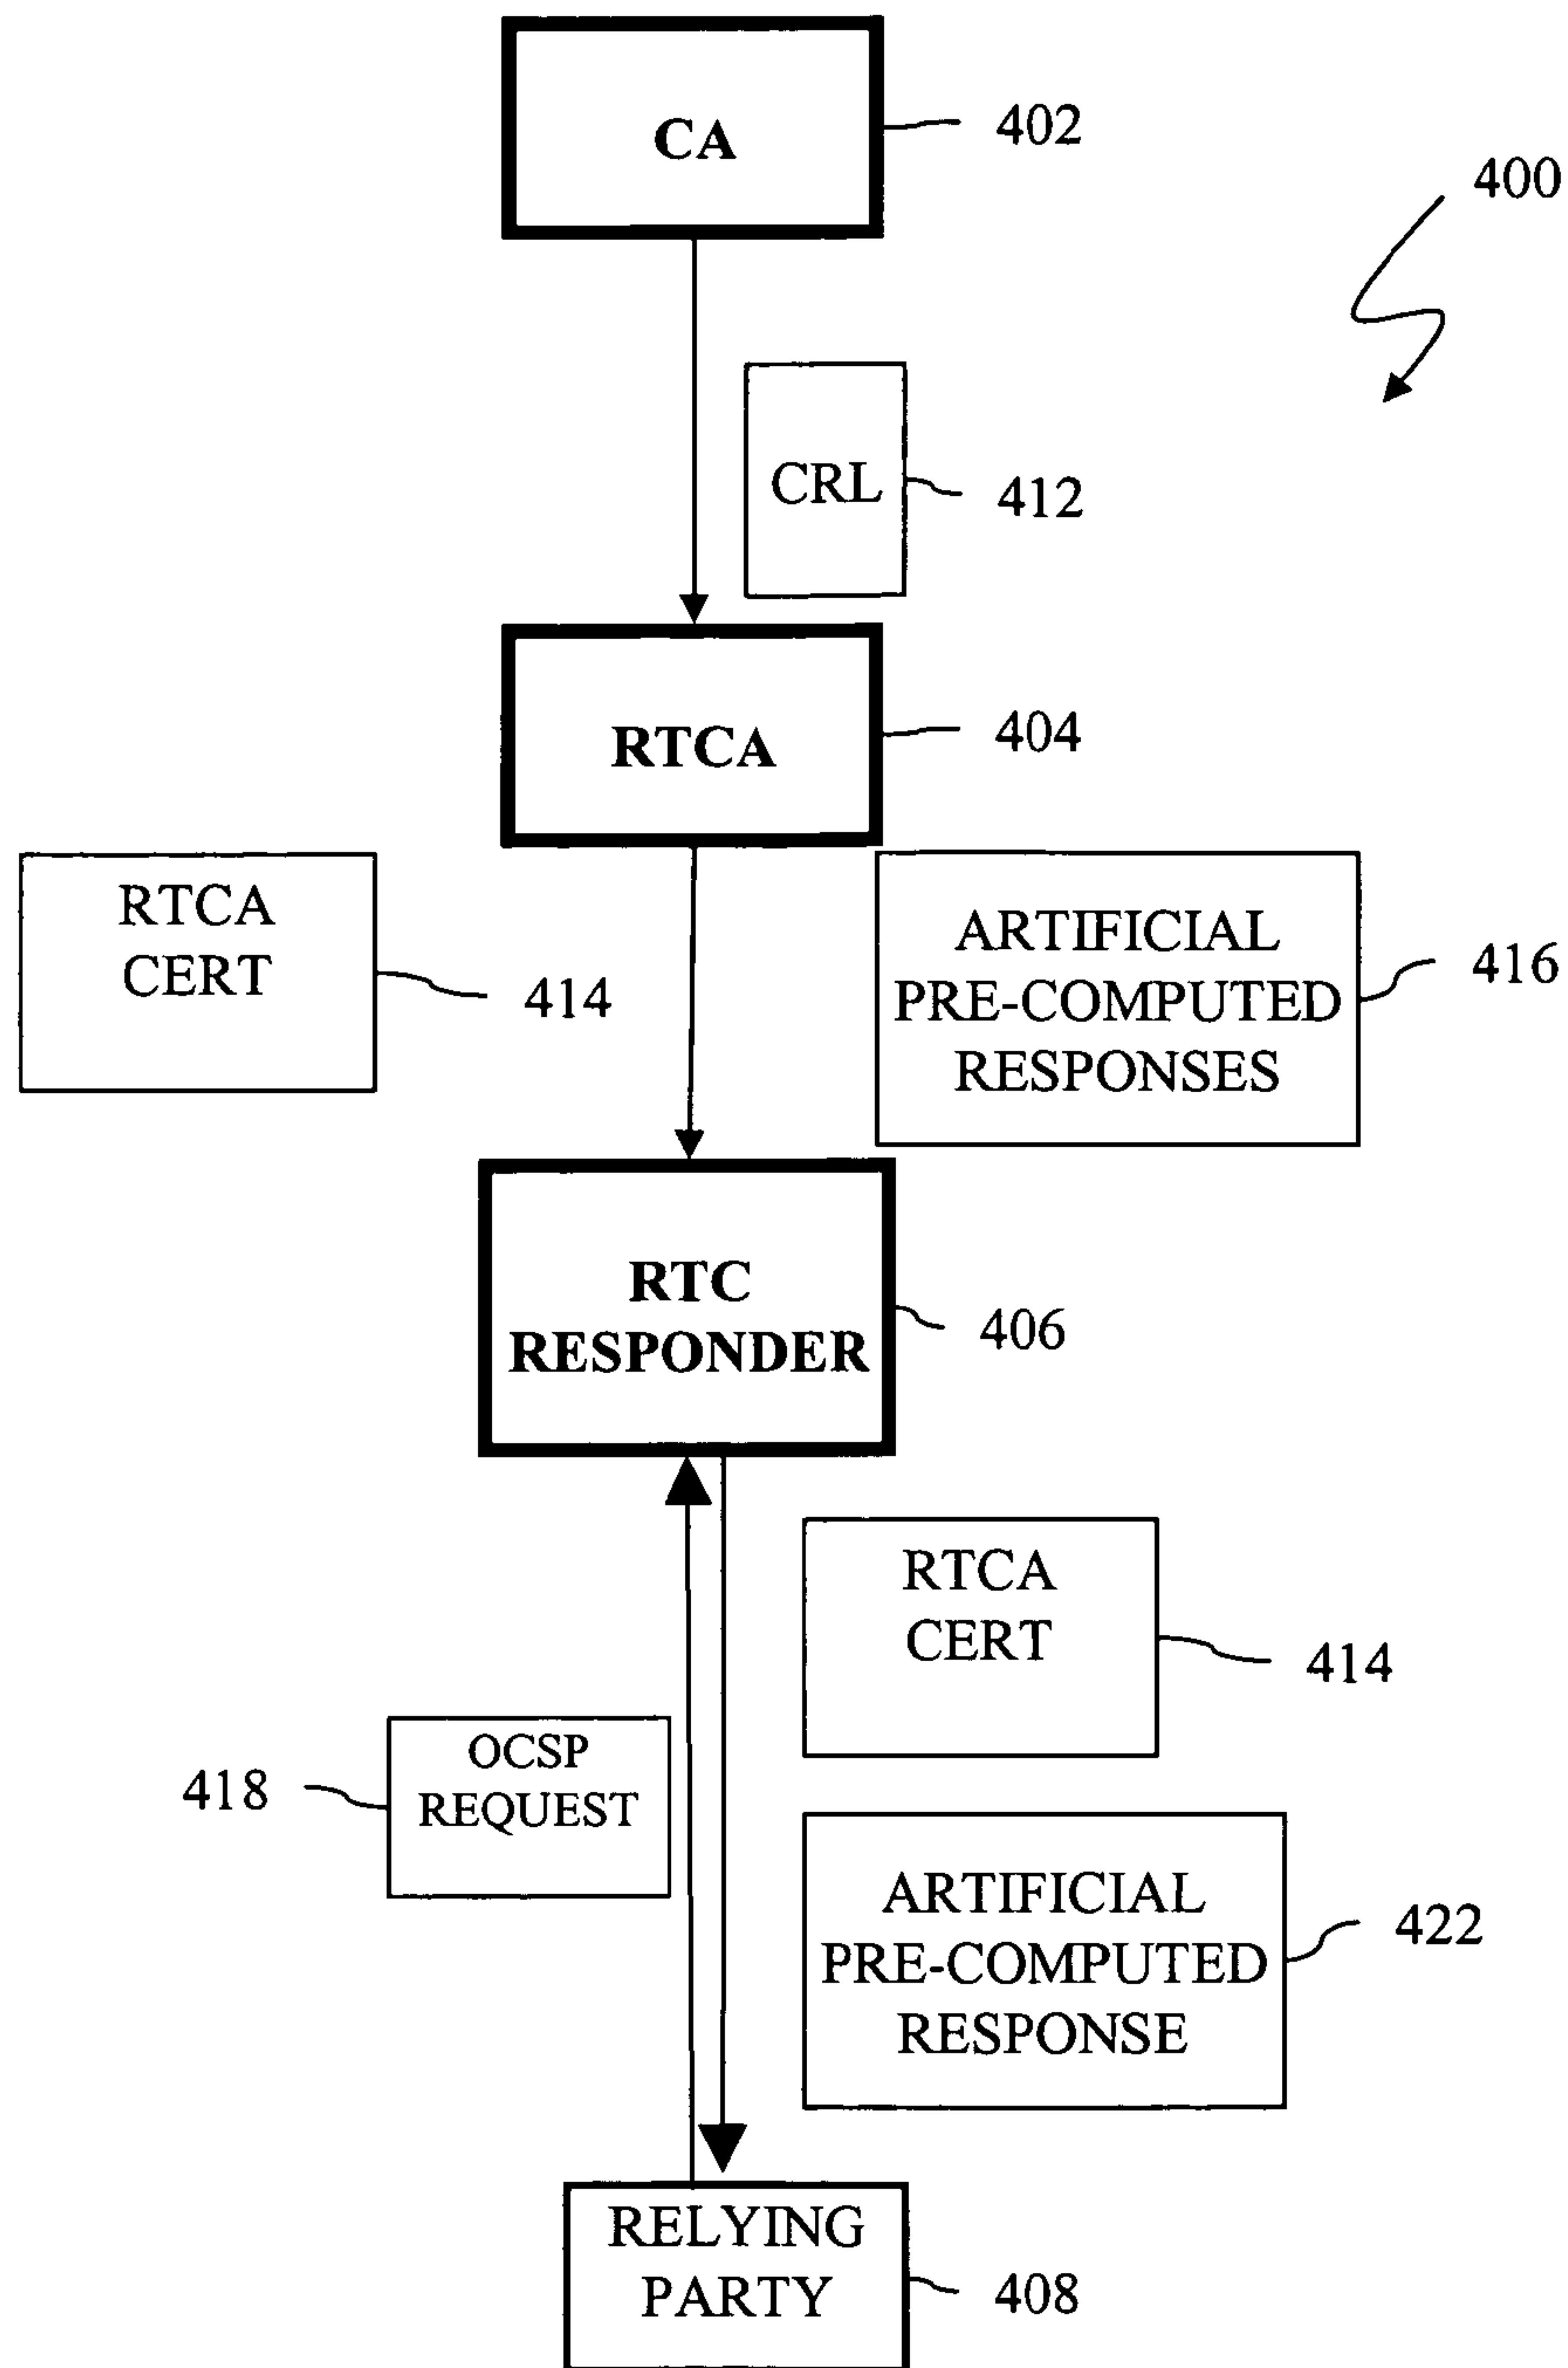 CA
402
400
CRL
412
RTCA
404
RTCA
CERT
414
ARTIFICIAL
PRE-COMPUTED
RESPONSES
416
RTC
RESPONDER
406
RTCA
CERT
414
OCSP
REQUEST
418
ARTIFICIAL
PRE-COMPUTED
RESPONSE
422
RELYING
PARTY
408